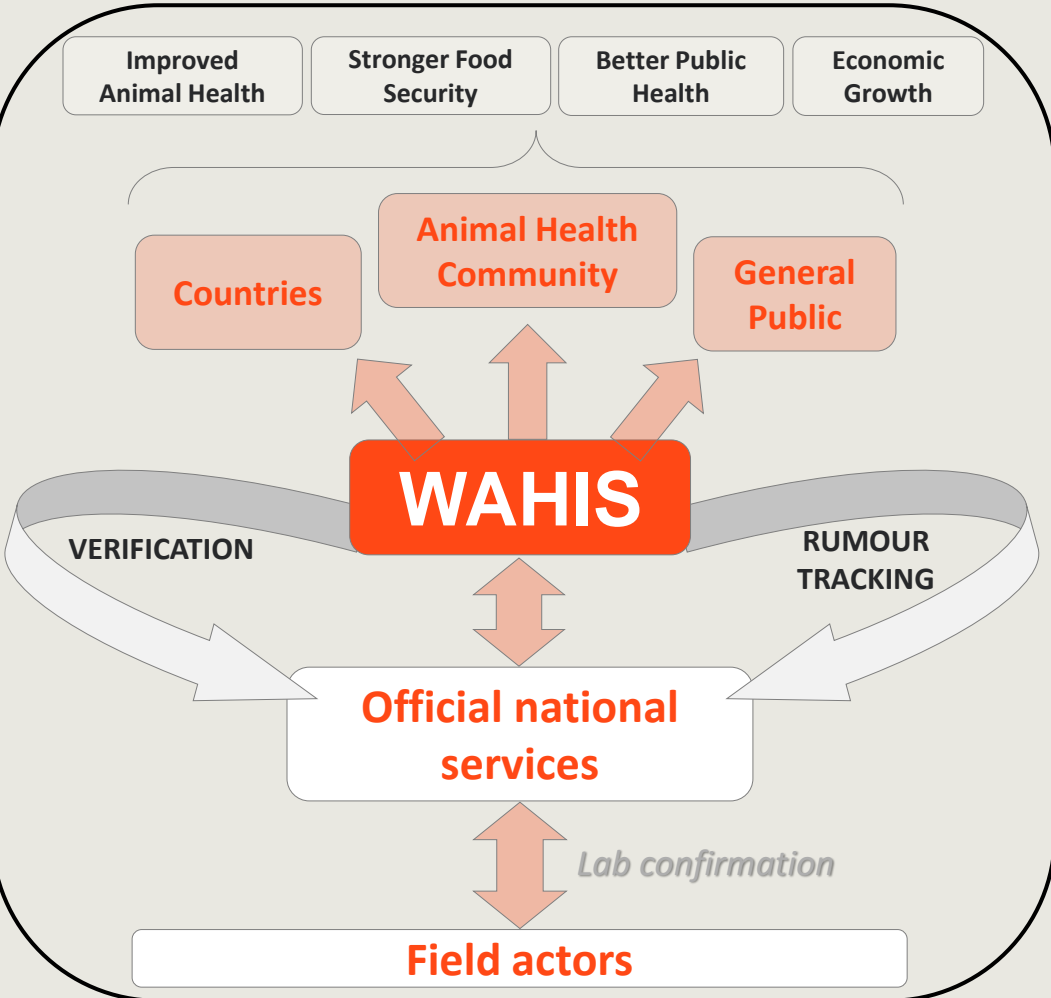 Improved
Animal Health
Stronger Food
Security
Better Public
Health
Economic
Growth
Countries
Animal Health
Community
General
Public
WAHIS
VERIFICATION
RUMOUR
TRACKING
Official national
services
Lab confirmation
Field actors